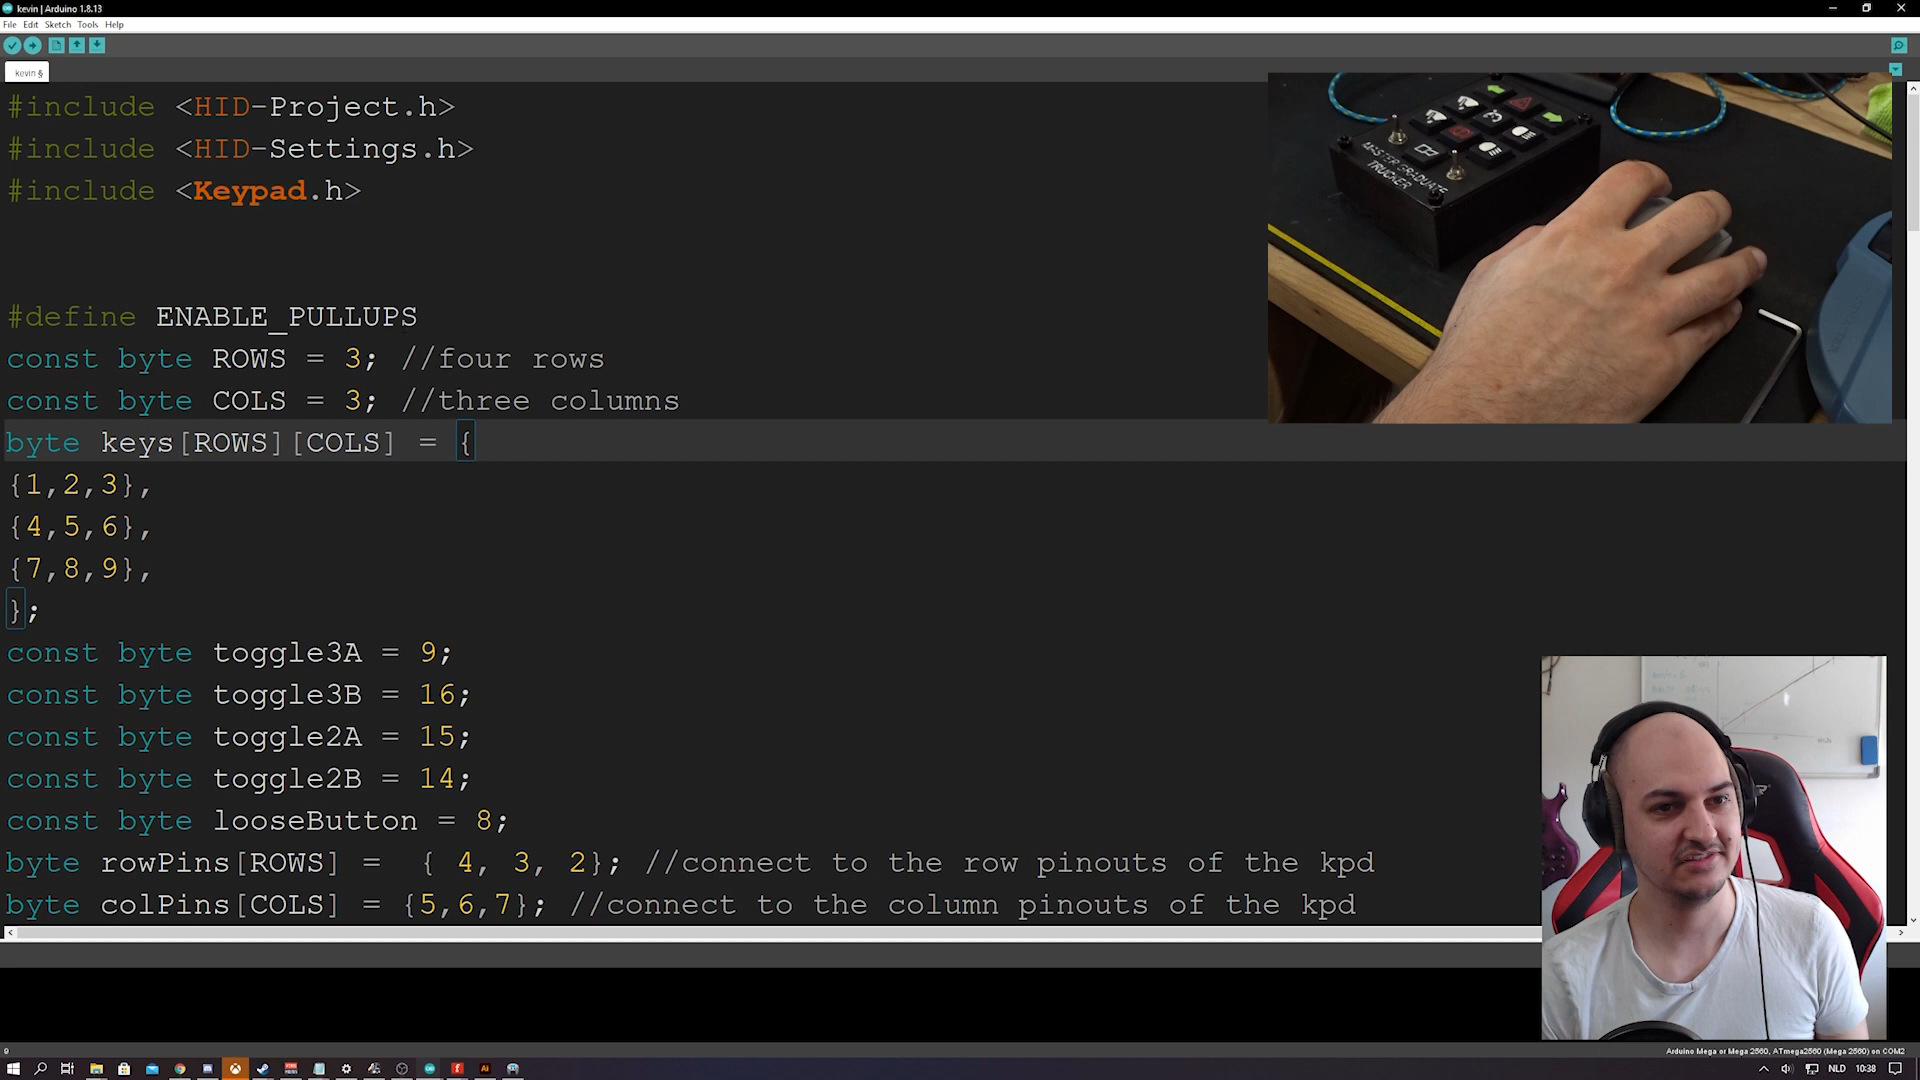 kevin | Arduino 1.8.13
File Edit Sketch Tools Help
kevin §
#include <HID-Project.h>
#include <HID-Settings.h>
#include <Keypad.h>
#define ENABLE_PULLUPS
const byte ROWS = 3; //four rows
const byte COLS = 3; //three columns
byte keys[ROWS][COLS] = {
{1,2,3},
{4,5,6},
{7,8,9},
};
const byte toggle3A = 9;
const byte toggle3B = 16;
const byte toggle2A = 15;
const byte toggle2B = 14;
const byte looseButton = 8;
byte rowPins[ROWS] =  { 4, 3, 2}; //connect to the row pinouts of the kpd
byte colPins[COLS] = {5,6,7}; //connect to the column pinouts of the kpd
MASTER GRADUATE
TRUCKER
9
Arduino Mega or Mega 2560, ATmega2560 (Mega 2560) on COM2
Ai
NLD 10:38